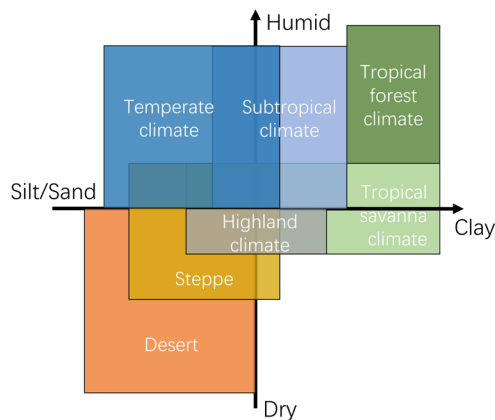 Humid
Temperate
climate
Subtropical
climate
Tropical
forest
climate
Silt/Sand
Clay
Highland
climate
Tropical
savanna
climate
Steppe
Desert
Dry